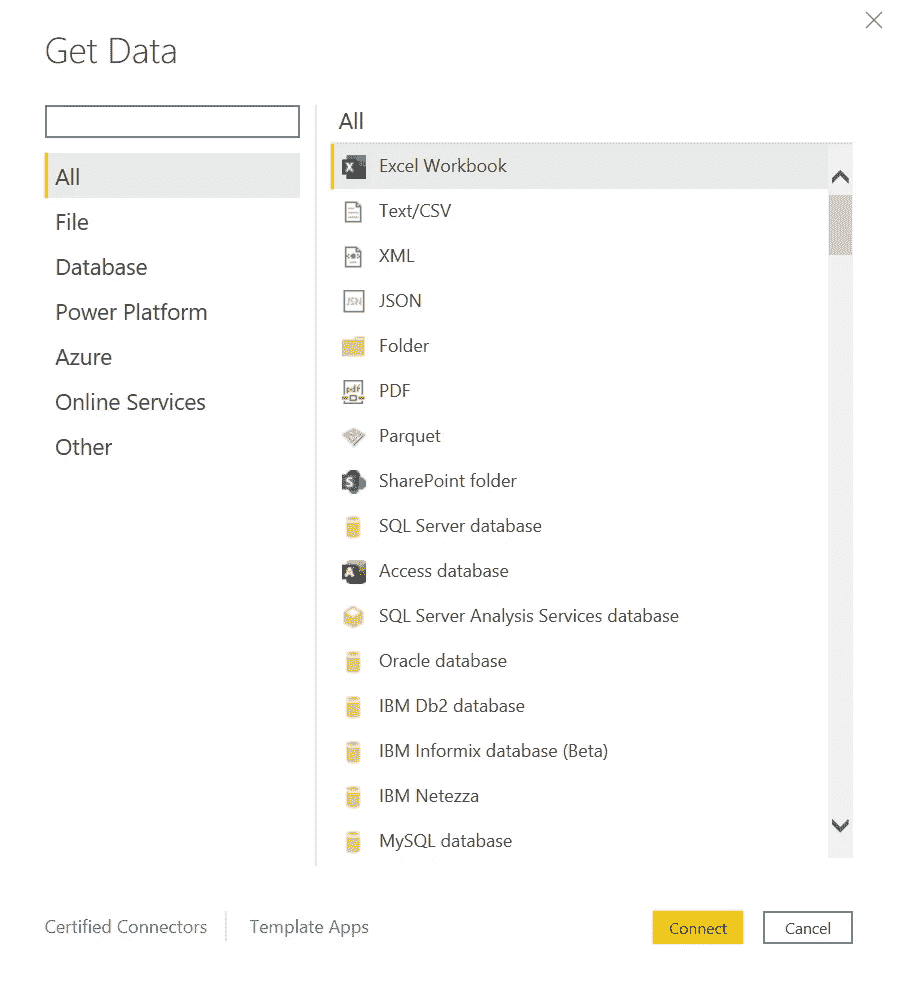 Get Data
All
File
Database
Power Platform
Azure
Online Services
Other
All
Excel Workbook
Text/CSV
XML
JSON
Folder
PDF
Parquet
SharePoint folder
SQL Server database
Access database
SQL Server Analysis Services database
Oracle database
IBM Db2 database
IBM Informix database (Beta)
IBM Netezza
MySQL database
Certified Connectors
Template Apps
Connect
Cancel